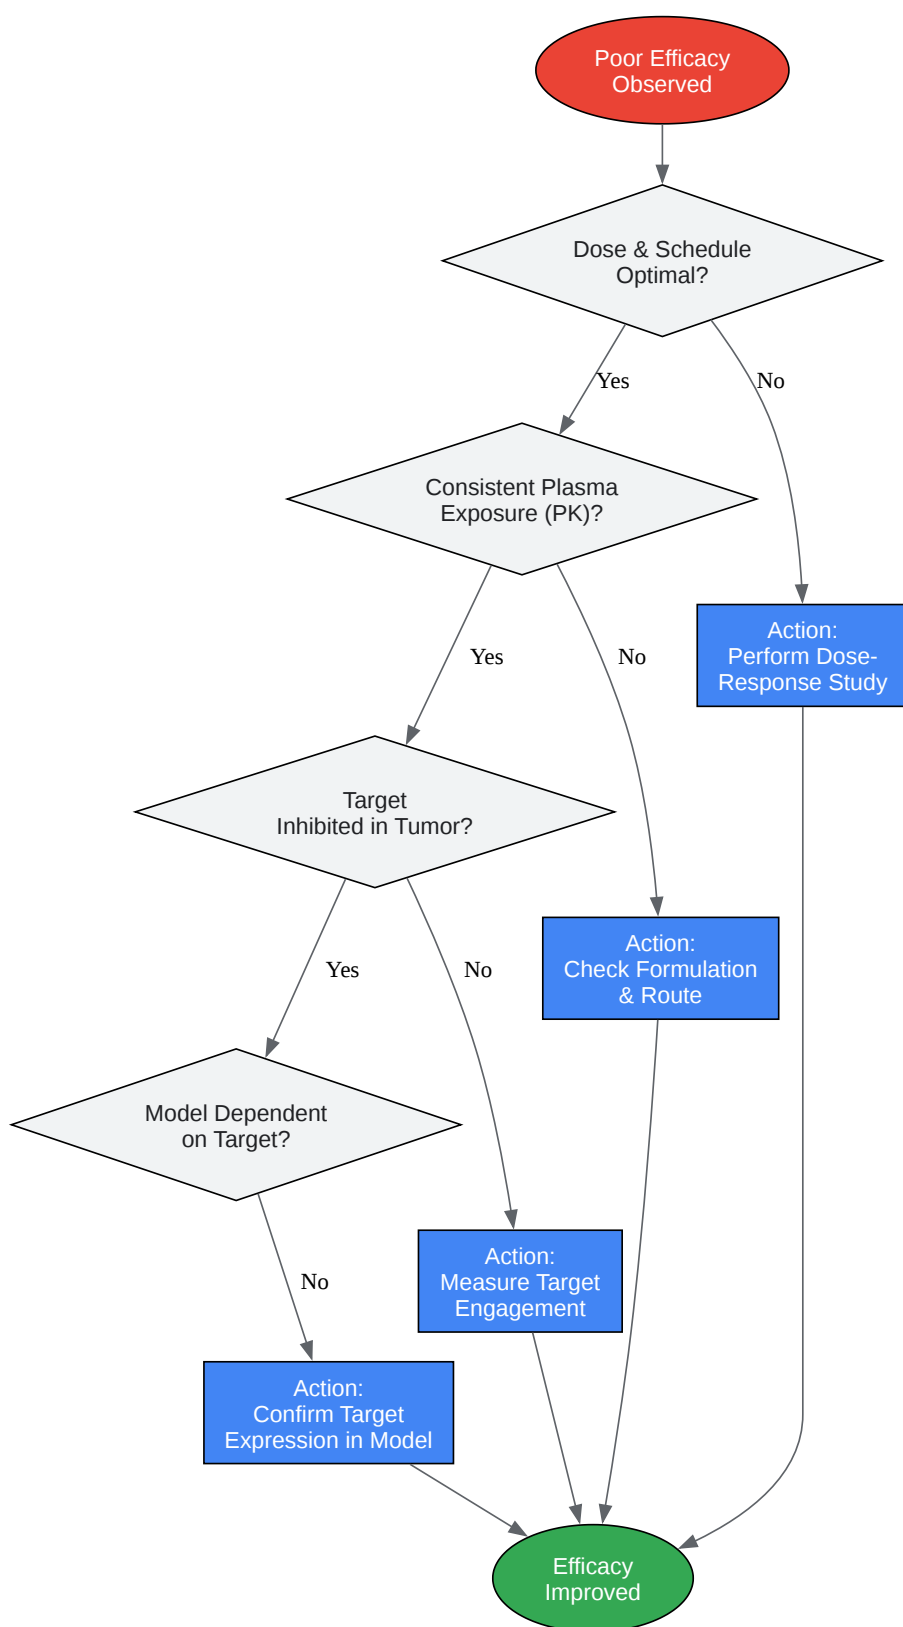 Poor Efficacy
Observed
Dose & Schedule
Optimal?
Yes
No
Consistent Plasma
Exposure (PK)?
Action:
Perform Dose-
Response Study
Yes
No
Target
Inhibited in Tumor?
Action:
Check Formulation
& Route
Yes
No
Model Dependent
on Target?
Action:
Measure Target
Engagement
No
Action:
Confirm Target
Expression in Model
Efficacy
Improved